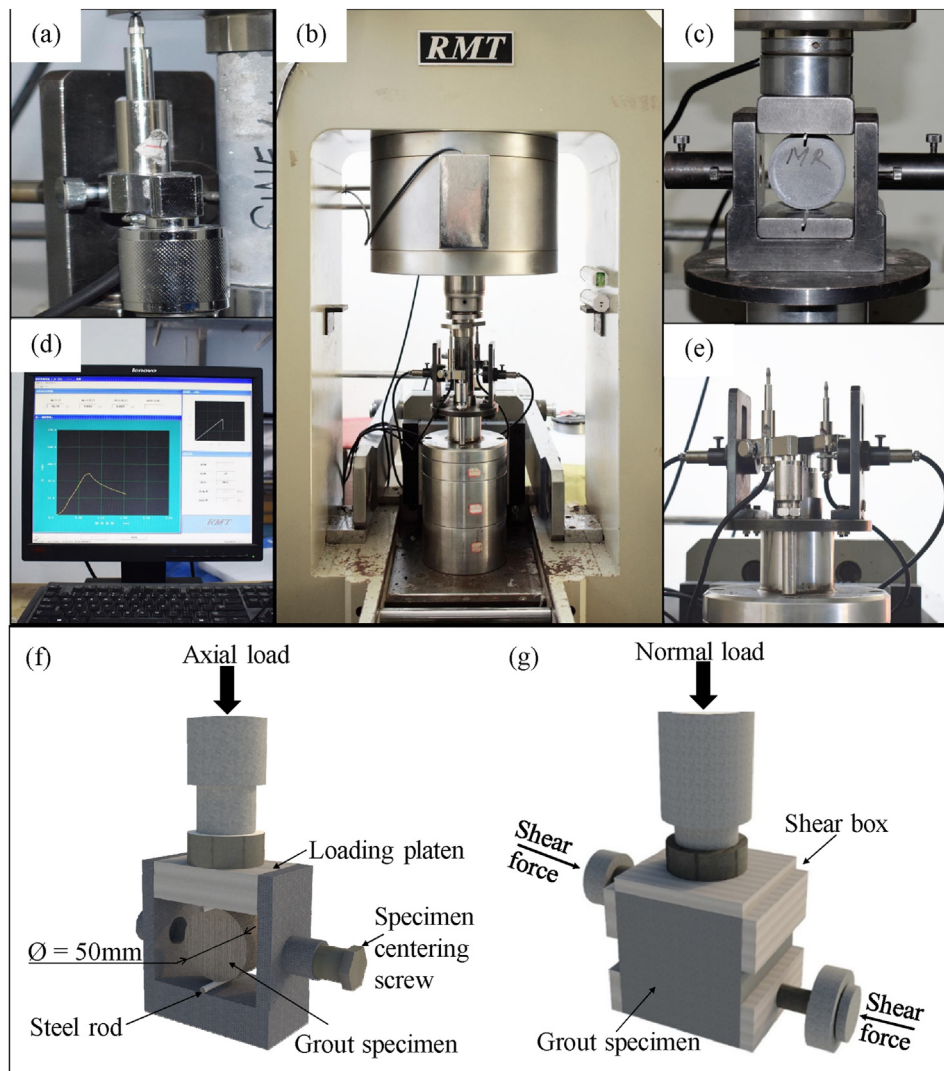 (a)
(b)
RMT
(c)
MR
(d)
lenovo
RMT
(e)
(f)
Axial load
Loading platen
Ø = 50mm
Specimen
centering
screw
Steel rod
Grout specimen
(g)
Normal load
Shear box
Shear
force
Shear
force
Grout specimen